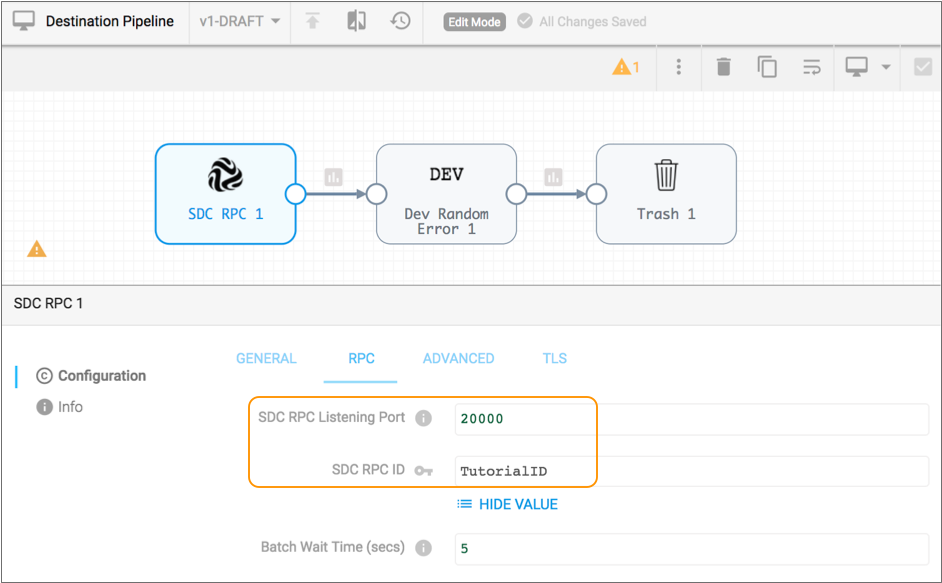 Destination Pipeline
v1-DRAFT
Edit Mode
All Changes Saved
1
DEV
SDC RPC 1
Dev Random
Error 1
Trash 1
SDC RPC 1
GENERAL
RPC
ADVANCED
TLS
Configuration
Info
SDC RPC Listening Port
20000
SDC RPC ID
TutorialID
HIDE VALUE
Batch Wait Time (secs)
5